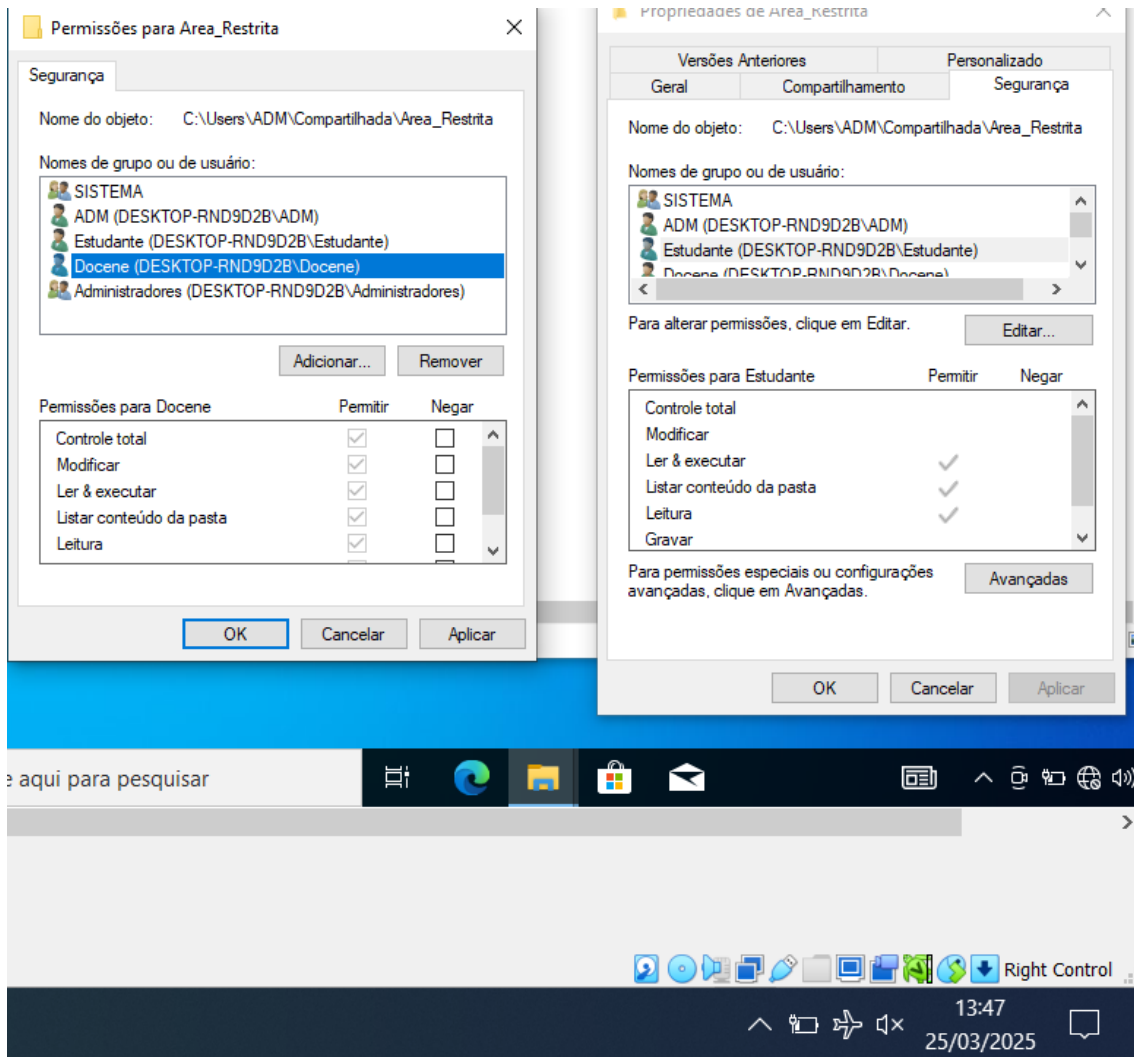 Permissões para Area_Restrita
Segurança
Nome do objeto: C:\Users\ADM\Compartilhada\Area_Restrita
Nomes de grupo ou de usuário:
SISTEMA
ADM (DESKTOP-RND9D2B\ADM)
Estudante (DESKTOP-RND9D2B\Estudante)
Docene (DESKTOP-RND9D2B\Docene)
Administradores (DESKTOP-RND9D2B\Administradores)
Adicionar...
Remover
Permissões para Docene Permitir Negar
Controle total
Modificar
Ler & executar
Listar conteúdo da pasta
Leitura
OK
Cancelar
Aplicar
Propriedades de Area_Restrita
Versões Anteriores
Personalizado
Geral
Compartilhamento
Segurança
Nome do objeto: C:\Users\ADM\Compartilhada\Area_Restrita
Nomes de grupo ou de usuário:
SISTEMA
ADM (DESKTOP-RND9D2B\ADM)
Estudante (DESKTOP-RND9D2B\Estudante)
Docene (DESKTOP-RND9D2B\Docene)
Para alterar permissões, clique em Editar.
Editar...
Permissões para Estudante Permitir Negar
Controle total
Modificar
Ler & executar
Listar conteúdo da pasta
Leitura
Gravar
Para permissões especiais ou configurações
avançadas, clique em Avançadas.
Avançadas
OK
Cancelar
Aplicar
e aqui para pesquisar
Right Control
13:47
25/03/2025